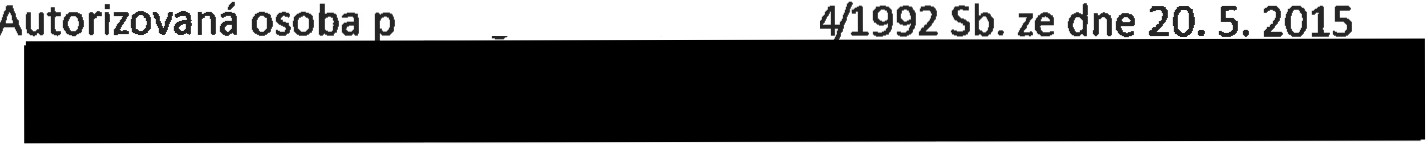 Autorizovaná osoba p 4/1992 Sb. ze dne 20. 5. 2015